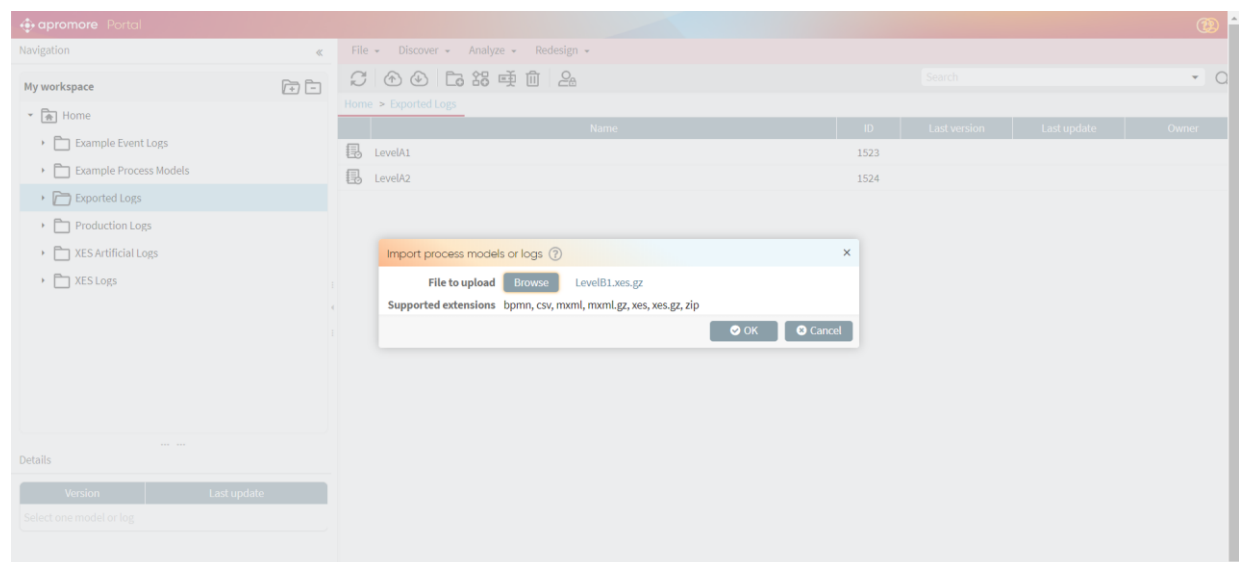 apromore Portal
Navigation
«
File Discover Analyze Redesign
My workspace
Search
Home > Exported Logs
Home
Example Event Logs
Example Process Models
Exported Logs
Production Logs
XES Artificial Logs
XES Logs
Name ID Last version Last update Owner
LevelA1 1523
LevelA2 1524
Import process models or logs ? ×
File to upload Browse LevelB1.xes.gz
Supported extensions bpmn, csv, mxml, mxml.gz, xes, xes.gz, zip
OK Cancel
Details
Version Last update
Select one model or log